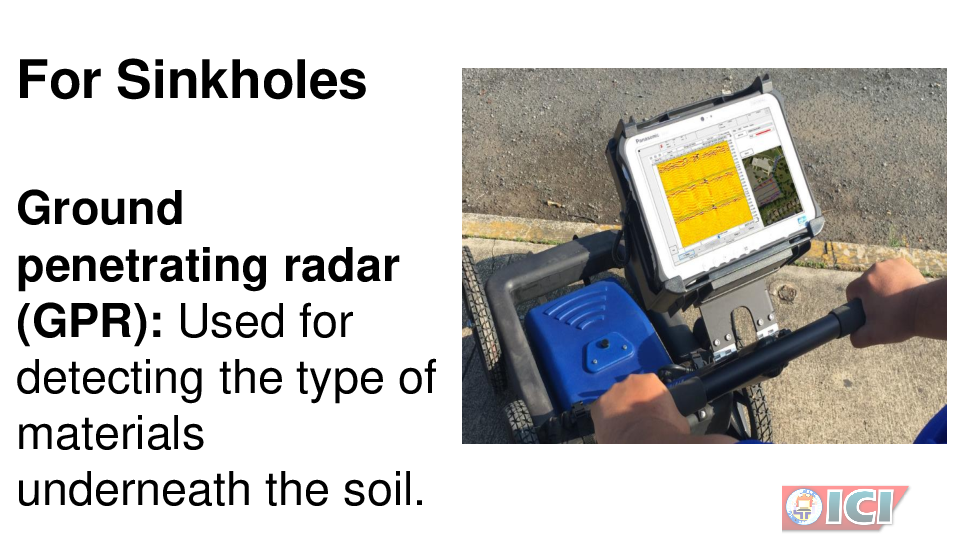 For Sinkholes
Ground
penetrating radar
(GPR): Used for
detecting the type of
materials
underneath the soil.
Panasonic
ICI